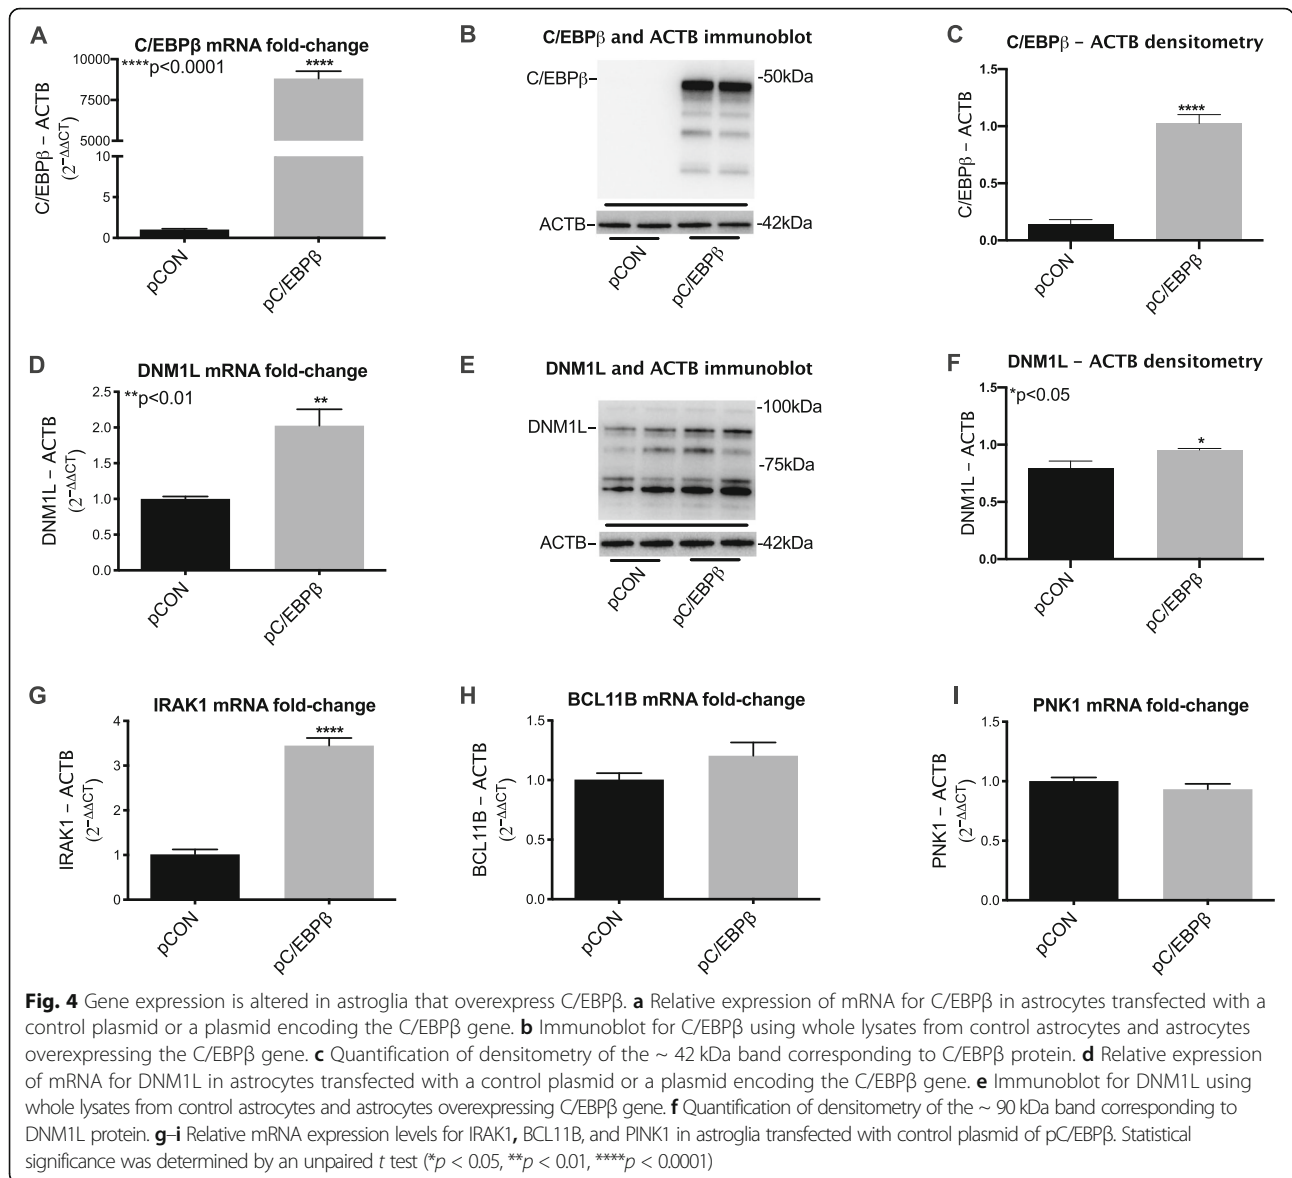 A
C/EBPβ mRNA fold-change
****p<0.0001
****
10000
7500
5000
10
5
0
C/EBPβ – ACTB
(2^-ΔΔCT)
pCON
pC/EBPβ
B
C/EBPβ and ACTB immunoblot
C/EBPβ–
-50kDa
ACTB–
-42kDa
pCON
pC/EBPβ
C
C/EBPβ – ACTB densitometry
1.5
1.0
0.5
0.0
****
C/EBPβ – ACTB
pCON
pC/EBPβ
D
DNM1L mRNA fold-change
**p<0.01
**
2.5
2.0
1.5
1.0
0.5
0.0
DNM1L – ACTB
(2^-ΔΔCT)
pCON
pC/EBPβ
E
DNM1L and ACTB immunoblot
-100kDa
DNM1L–
-75kDa
ACTB–
-42kDa
pCON
pC/EBPβ
F
DNM1L – ACTB densitometry
*p<0.05
*
1.5
1.0
0.5
0.0
DNM1L – ACTB
pCON
pC/EBPβ
G
IRAK1 mRNA fold-change
****
4
3
2
1
0
IRAK1 – ACTB
(2^-ΔΔCT)
pCON
pC/EBPβ
H
BCL11B mRNA fold-change
1.5
1.0
0.5
0.0
BCL11B – ACTB
(2^-ΔΔCT)
pCON
pC/EBPβ
I
PNK1 mRNA fold-change
1.5
1.0
0.5
0.0
PNK1 – ACTB
(2^-ΔΔCT)
pCON
pC/EBPβ
Fig. 4 Gene expression is altered in astroglia that overexpress C/EBPβ. a Relative expression of mRNA for C/EBPβ in astrocytes transfected with a
control plasmid or a plasmid encoding the C/EBPβ gene. b Immunoblot for C/EBPβ using whole lysates from control astrocytes and astrocytes
overexpressing the C/EBPβ gene. c Quantification of densitometry of the ~ 42 kDa band corresponding to C/EBPβ protein. d Relative expression
of mRNA for DNM1L in astrocytes transfected with a control plasmid or a plasmid encoding the C/EBPβ gene. e Immunoblot for DNM1L using
whole lysates from control astrocytes and astrocytes overexpressing C/EBPβ gene. f Quantification of densitometry of the ~ 90 kDa band corresponding to
DNM1L protein. g–i Relative mRNA expression levels for IRAK1, BCL11B, and PINK1 in astroglia transfected with control plasmid of pC/EBPβ. Statistical
significance was determined by an unpaired t test (*p < 0.05, **p < 0.01, ****p < 0.0001)